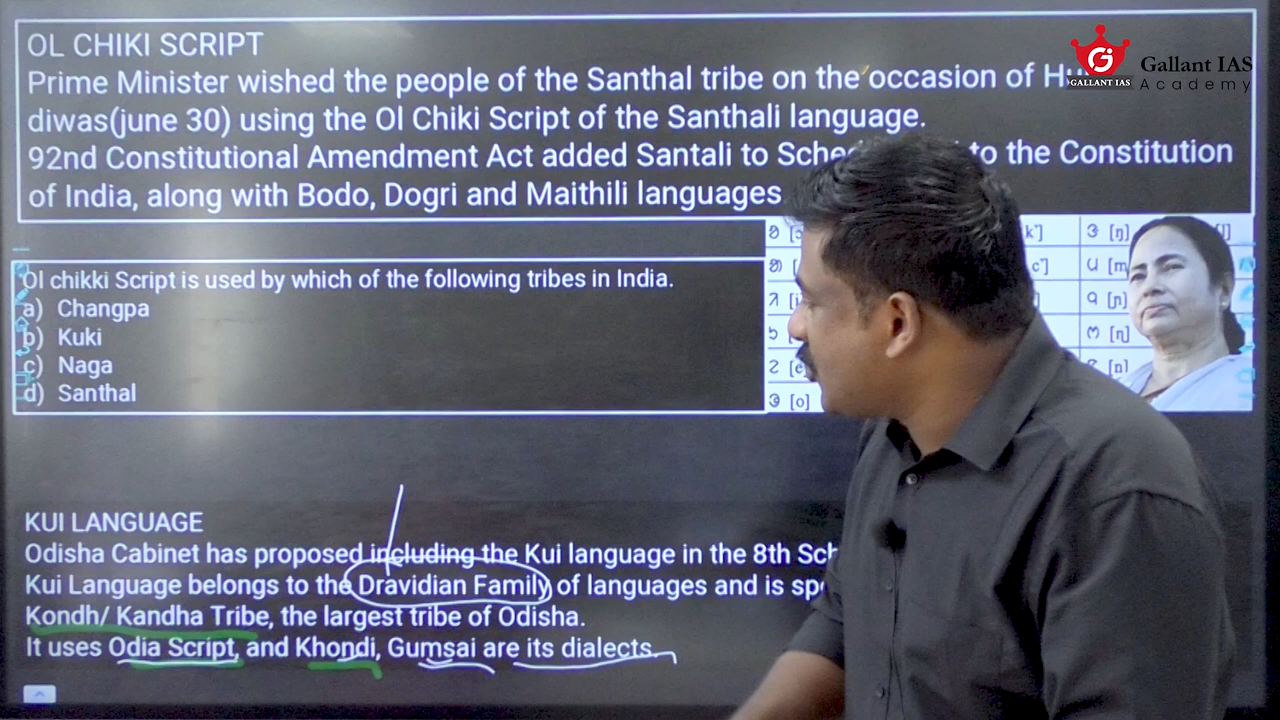 OL CHIKI SCRIPT
Prime Minister wished the people of the Santhal tribe on the occasion of
diwas(june 30) using the Ol Chiki Script of the Santhali language.
92nd Constitutional Amendment Act added Santali to to the Constitution
of India, along with Bodo, Dogri and Maithili languages
Gi
GALLANT IAS
Gallant IAS
Academy
Ol chikki Script is used by which of the following tribes in India.
a) Changpa
b) Kuki
c) Naga
d) Santhal
ᱚ ᱝ [ŋ]
ᱛ ᱢ
ᱤ ᱧ [ɲ]
ᱩ ᱬ [ɳ]
ᱮ [e] [n]
ᱳ [o]
KUI LANGUAGE
Odisha Cabinet has proposed including the Kui language in the 8th
Kui Language belongs to the Dravidian Family of languages and is
Kondh/ Kandha Tribe, the largest tribe of Odisha.
It uses Odia Script, and Khondi, Gumsai are its dialects.